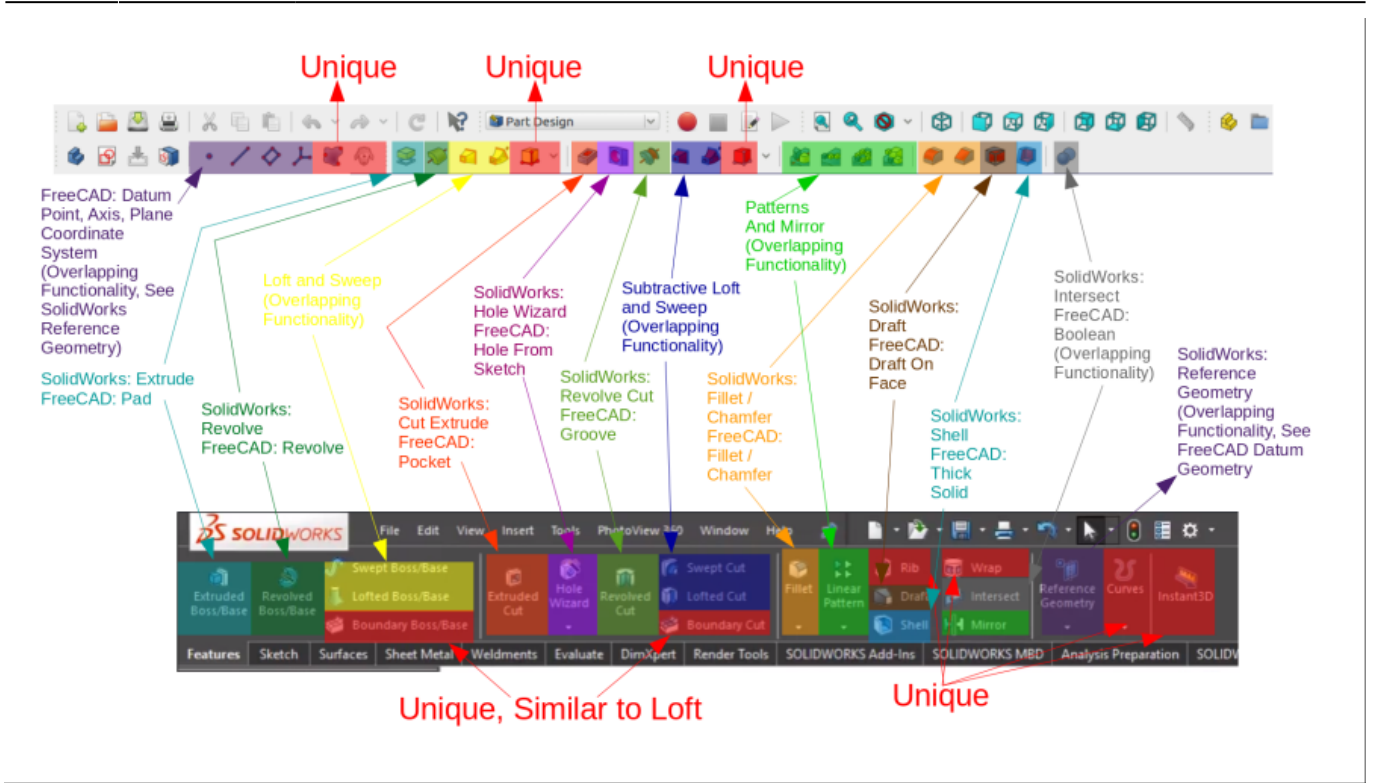 Unique
Unique
Unique
Part Design
FreeCAD: Datum
Point, Axis, Plane
Coordinate
System
(Overlapping
Functionality, See
SolidWorks
Reference
Geometry)
SolidWorks: Extrude
FreeCAD: Pad
SolidWorks:
Revolve
FreeCAD: Revolve
Loft and Sweep
(Overlapping
Functionality)
SolidWorks:
Cut Extrude
FreeCAD:
Pocket
SolidWorks:
Hole Wizard
FreeCAD:
Hole From
Sketch
SolidWorks:
Revolve Cut
FreeCAD:
Groove
Subtractive Loft
and Sweep
(Overlapping
Functionality)
Patterns
And Mirror
(Overlapping
Functionality)
SolidWorks:
Fillet /
Chamfer
FreeCAD:
Fillet /
Chamfer
SolidWorks:
Draft
FreeCAD:
Draft On
Face
SolidWorks:
Shell
FreeCAD:
Thick
Solid
SolidWorks:
Intersect
FreeCAD:
Boolean
(Overlapping
Functionality)
SolidWorks:
Reference
Geometry
(Overlapping
Functionality, See
FreeCAD Datum
Geometry
SOLIDWORKS File Edit View Insert Tools PhotoView 360 Window Help
Extruded
Boss/Base
Revolved
Boss/Base
Swept Boss/Base
Lofted Boss/Base
Boundary Boss/Base
Extruded
Cut
Hole
Wizard
Revolved
Cut
Swept Cut
Lofted Cut
Boundary Cut
Fillet
Linear
Pattern
Rib
Draft
Shell
Wrap
Intersect
Mirror
Reference
Geometry
Curves
Instant3D
Features Sketch Surfaces Sheet Metal Weldments Evaluate DimXpert Render Tools SOLIDWORKS Add-Ins SOLIDWORKS MBD Analysis Preparation SOLIDW
Unique, Similar to Loft
Unique